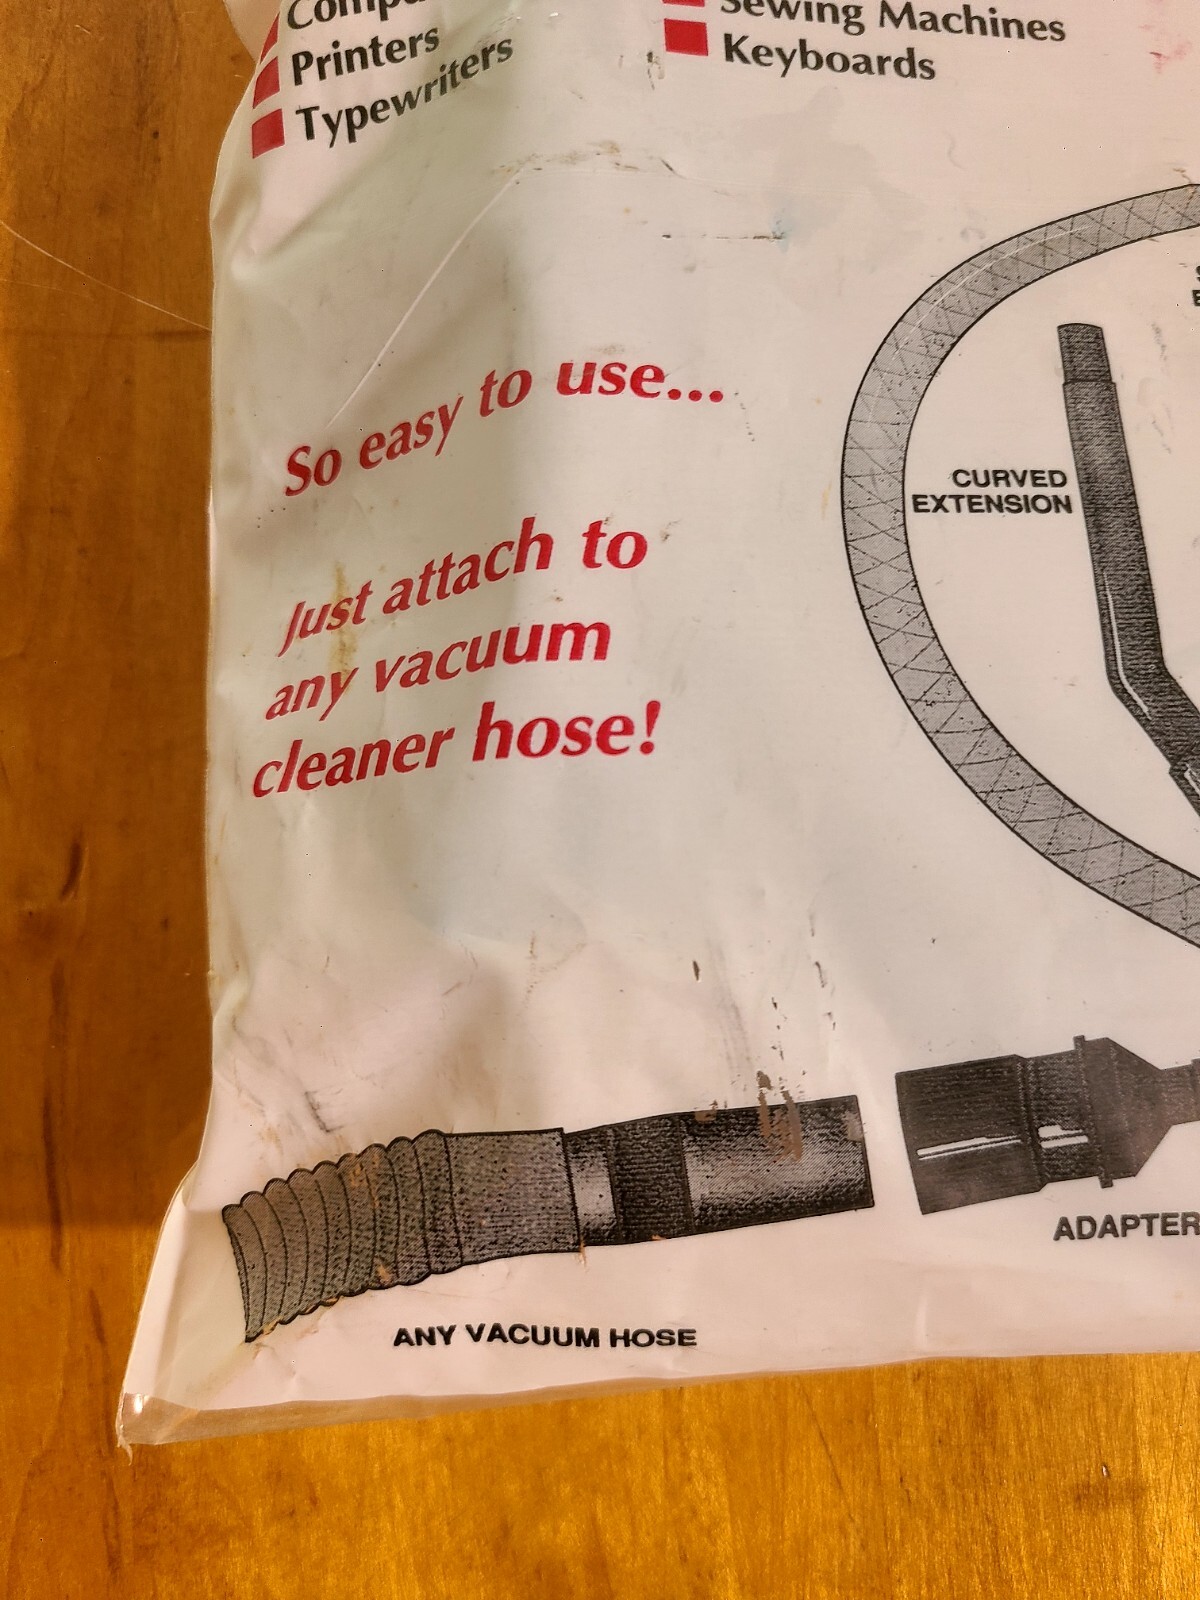 Printers
Typewriters
Sewing Machines
Keyboards
So easy to use...
Just attach to
any vacuum
cleaner hose!
CURVED
EXTENSION
ADAPTER
ANY VACUUM HOSE